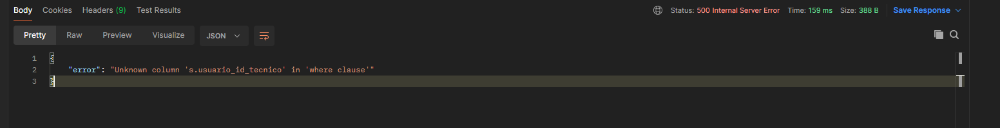 Body Cookies Headers (9) Test Results Status: 500 Internal Server Error Time: 159 ms Size: 388 B Save Response
Pretty Raw Preview Visualize JSON
1 {
2 "error": "Unknown column 's.usuario_id_tecnico' in 'where clause'"
3 }